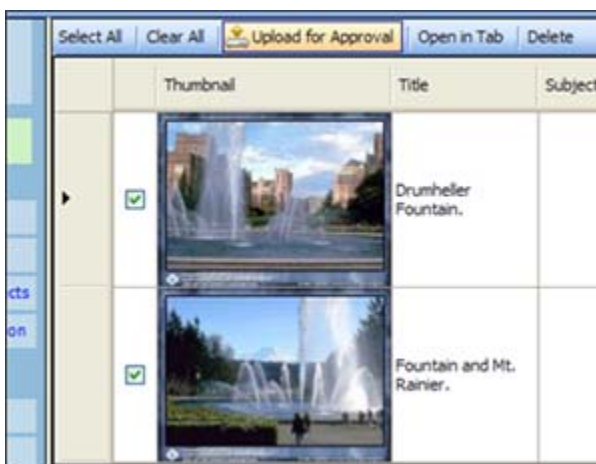 Select All Clear All Upload for Approval Open in Tab Delete
Thumbnail Title Subject
Drumheller
Fountain.
cts
on
Fountain and Mt.
Rainier.